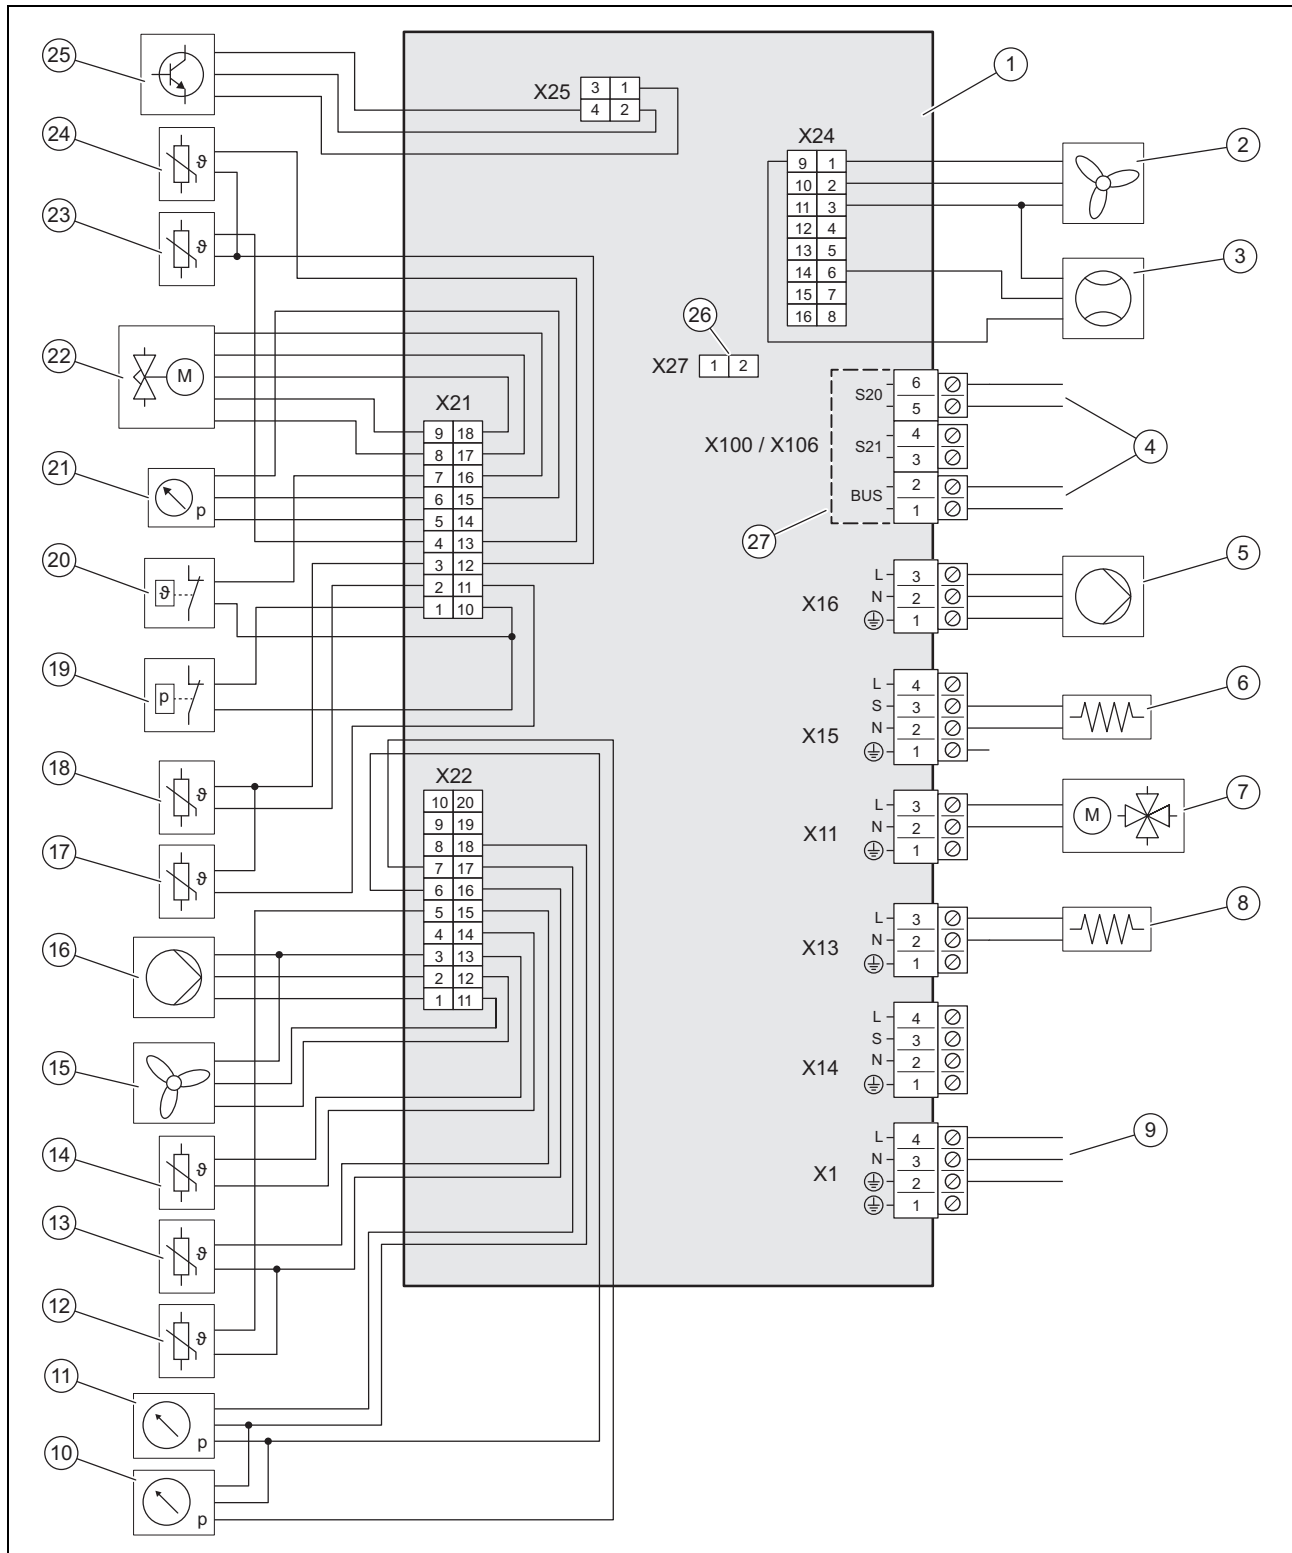 25
X25
3 1
4 2
1
24
X24
2
9 1
10 2
11 3
12 4
13 5
14 6
15 7
16 8
ϑ
23
ϑ
3
26
X27
1 2
22
M
X21
9 18
8 17
7 16
6 15
5 14
4 13
3 12
2 11
1 10
S20
6
5
X100 / X106
S21
4
3
BUS
2
1
4
27
21
p
20
ϑ
X16
L 3
N 2
1
5
19
p
X15
L 4
S 3
N 2
1
6
18
ϑ
X22
10 20
9 19
8 18
7 17
6 16
5 15
4 14
3 13
2 12
1 11
X11
L 3
N 2
1
M
7
17
ϑ
X13
L 3
N 2
1
8
16
15
X14
L 4
S 3
N 2
1
14
ϑ
X1
L 4
N 3
2
1
9
13
ϑ
12
ϑ
11
p
10
p